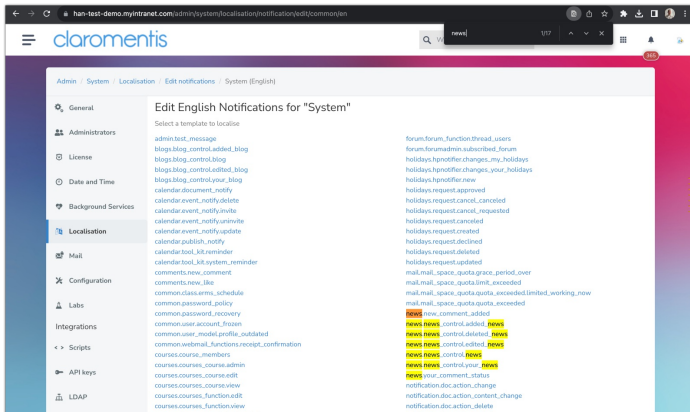 han-test-demo.myintranet.com/admin/system/localisation/notification/edit/common/en
news 1/17
claromentis
365
Admin / System / Localisation / Edit notifications / System (English)
General
Administrators
License
Date and Time
Background Services
Localisation
Mail
Configuration
Labs
Integrations
Scripts
API keys
LDAP
Edit English Notifications for "System"
Select a template to localise
admin.test_message
blogs.blog_control.added_blog
blogs.blog_control.blog
blogs.blog_control.edited_blog
blogs.blog_control.your_blog
calendar.document_notify
calendar.event_notify.delete
calendar.event_notify.invite
calendar.event_notify.uninvite
calendar.event_notify.update
calendar.publish_notify
calendar.tool_kit.reminder
calendar.tool_kit.system_reminder
comments.new_comment
comments.new_like
common.class.erms_schedule
common.password_policy
common.password_recovery
common.user.account_frozen
common.user_model.profile_outdated
common.webmail_functions.receipt_confirmation
courses.course_members
courses.courses_course.admin
courses.courses_course.edit
courses.courses_course.view
courses.courses_function.edit
courses.courses_function.view
forum.forum_function.thread_users
forum.forumadmin.subscribed_forum
holidays.hpnotifier.changes_my_holidays
holidays.hpnotifier.changes_your_holidays
holidays.hpnotifier.new
holidays.request.approved
holidays.request.cancel_canceled
holidays.request.cancel_requested
holidays.request.canceled
holidays.request.created
holidays.request.declined
holidays.request.deleted
holidays.request.updated
mail.mail_space_quota.grace_period_over
mail.mail_space_quota.limit_exceeded
mail.mail_space_quota.quota_exceeded.limited_working_now
mail.mail_space_quota.quota_exceeded
news.new_comment_added
news.news_control.added_news
news.news_control.deleted_news
news.news_control.edited_news
news.news_control.news
news.news_control.your_news
news.your_comment_status
notification.doc.action_change
notification.doc.action_content_change
notification.doc.action_delete